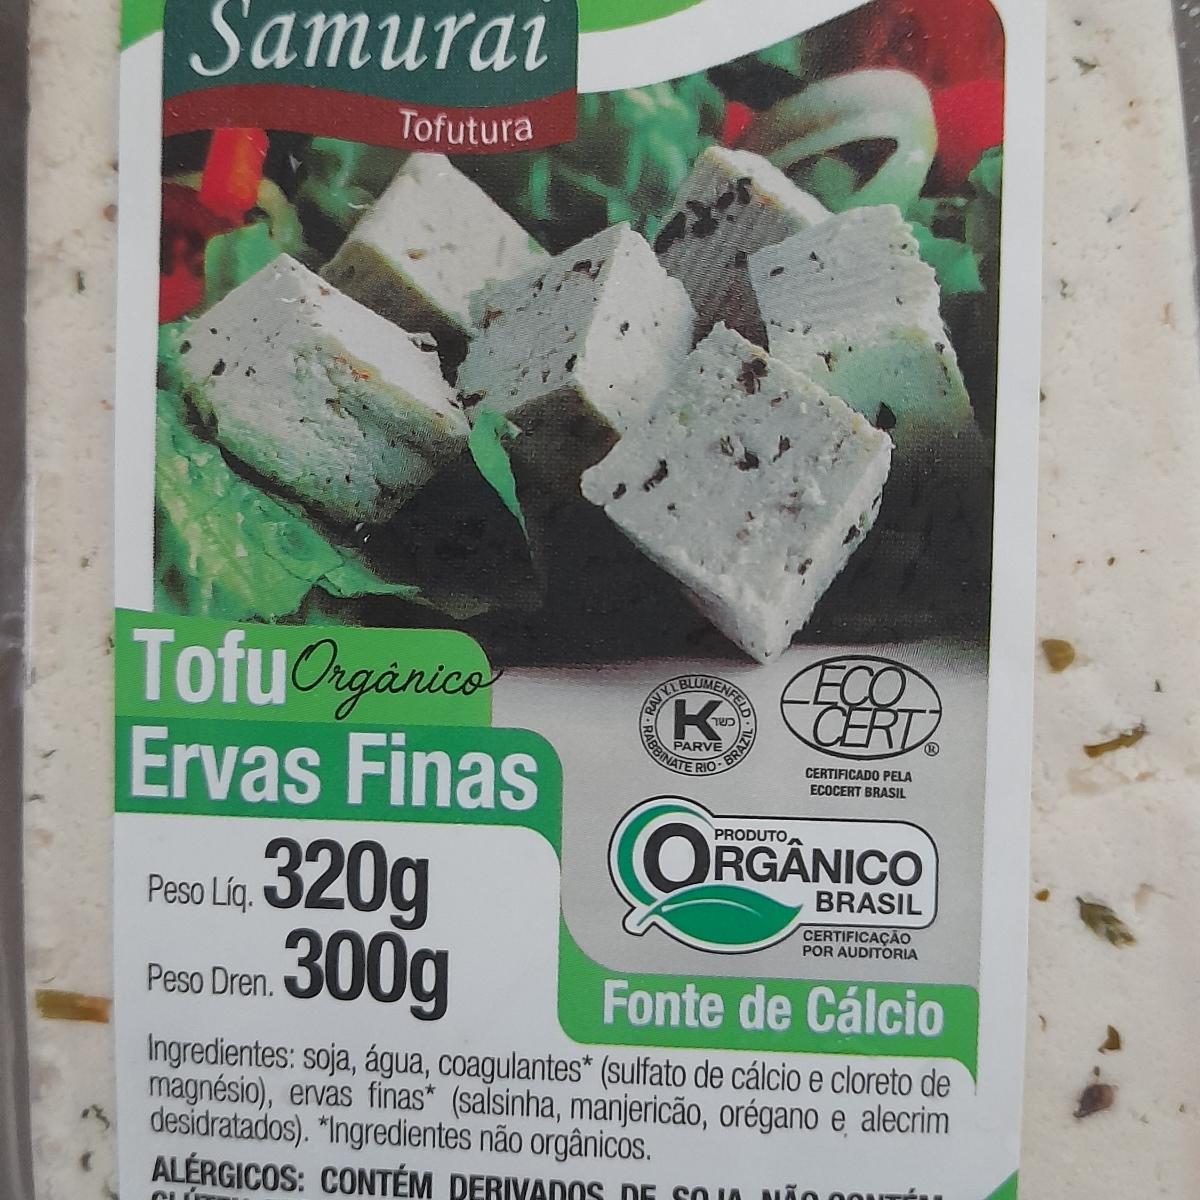 Samurai
Tofutura
Tofu Orgânico
Ervas Finas
RAV Y.I. BLUMENFELD
K כשר
PARVE
RABBINATE RIO - BRAZIL
ECO
CERT
®
CERTIFICADO PELA
ECOCERT BRASIL
PRODUTO
ORGÂNICO
BRASIL
CERTIFICAÇÃO
POR AUDITORIA
Peso Líq. 320g
Peso Dren. 300g
Fonte de Cálcio
Ingredientes: soja, água, coagulantes* (sulfato de cálcio e cloreto de
magnésio), ervas finas* (salsinha, manjericão, orégano e alecrim
desidratados). *Ingredientes não orgânicos.
ALÉRGICOS: CONTÉM DERIVADOS DE SOJA. NÃO CONTÉM